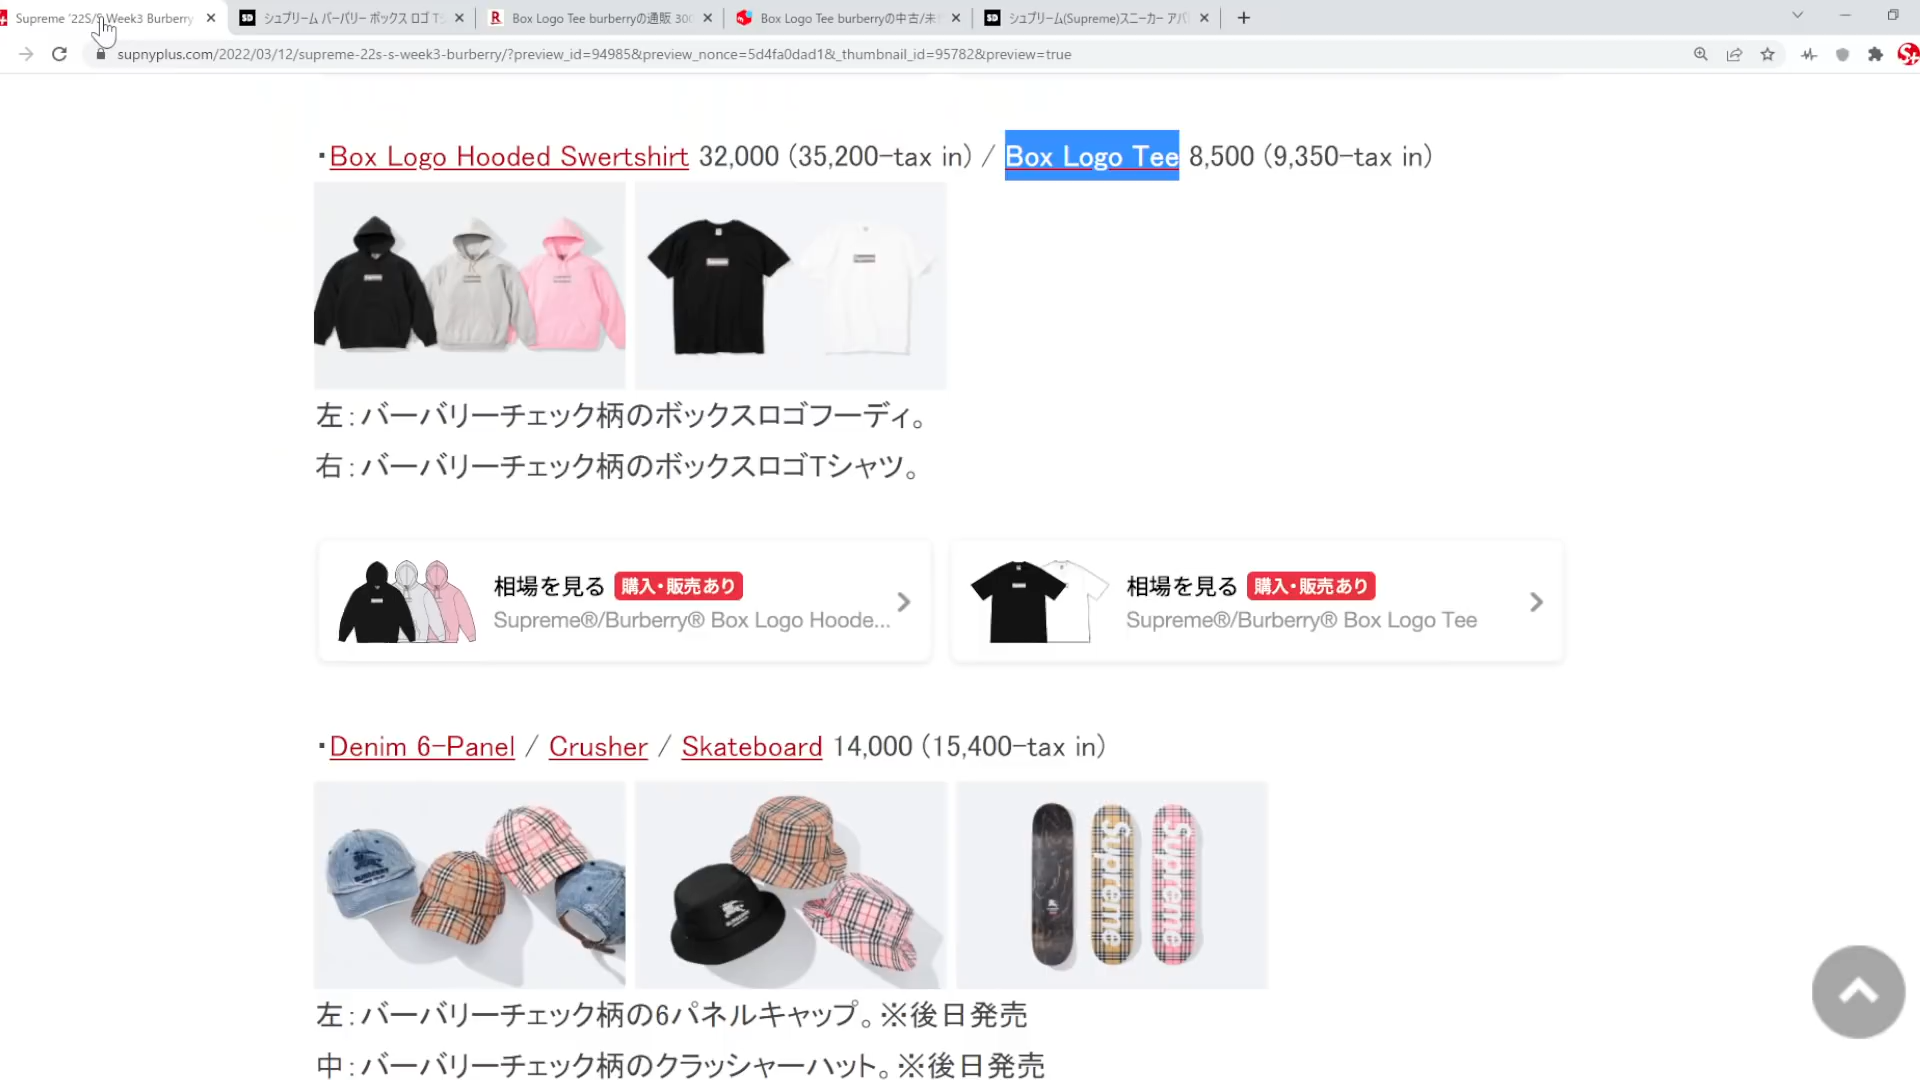 Supreme '22S/S Week3 Burberry
シュプリーム バーバリー ボックス ロゴ T
Box Logo Tee burberryの通販 300
Box Logo Tee burberryの中古/未
シュプリーム(Supreme)スニーカー アパ
supnyplus.com/2022/03/12/supreme-22s-s-week3-burberry/?preview_id=94985&preview_nonce=5d4fa0dad1&_thumbnail_id=95782&preview=true
・Box Logo Hooded Swertshirt 32,000 (35,200-tax in) / Box Logo Tee 8,500 (9,350-tax in)
左：バーバリーチェック柄のボックスロゴフーディ。
右：バーバリーチェック柄のボックスロゴTシャツ。
相場を見る 購入・販売あり
Supreme®/Burberry® Box Logo Hoode...
相場を見る 購入・販売あり
Supreme®/Burberry® Box Logo Tee
・Denim 6-Panel / Crusher / Skateboard 14,000 (15,400-tax in)
Supreme
Supreme
左：バーバリーチェック柄の6パネルキャップ。※後日発売
中：バーバリーチェック柄のクラッシャーハット。※後日発売